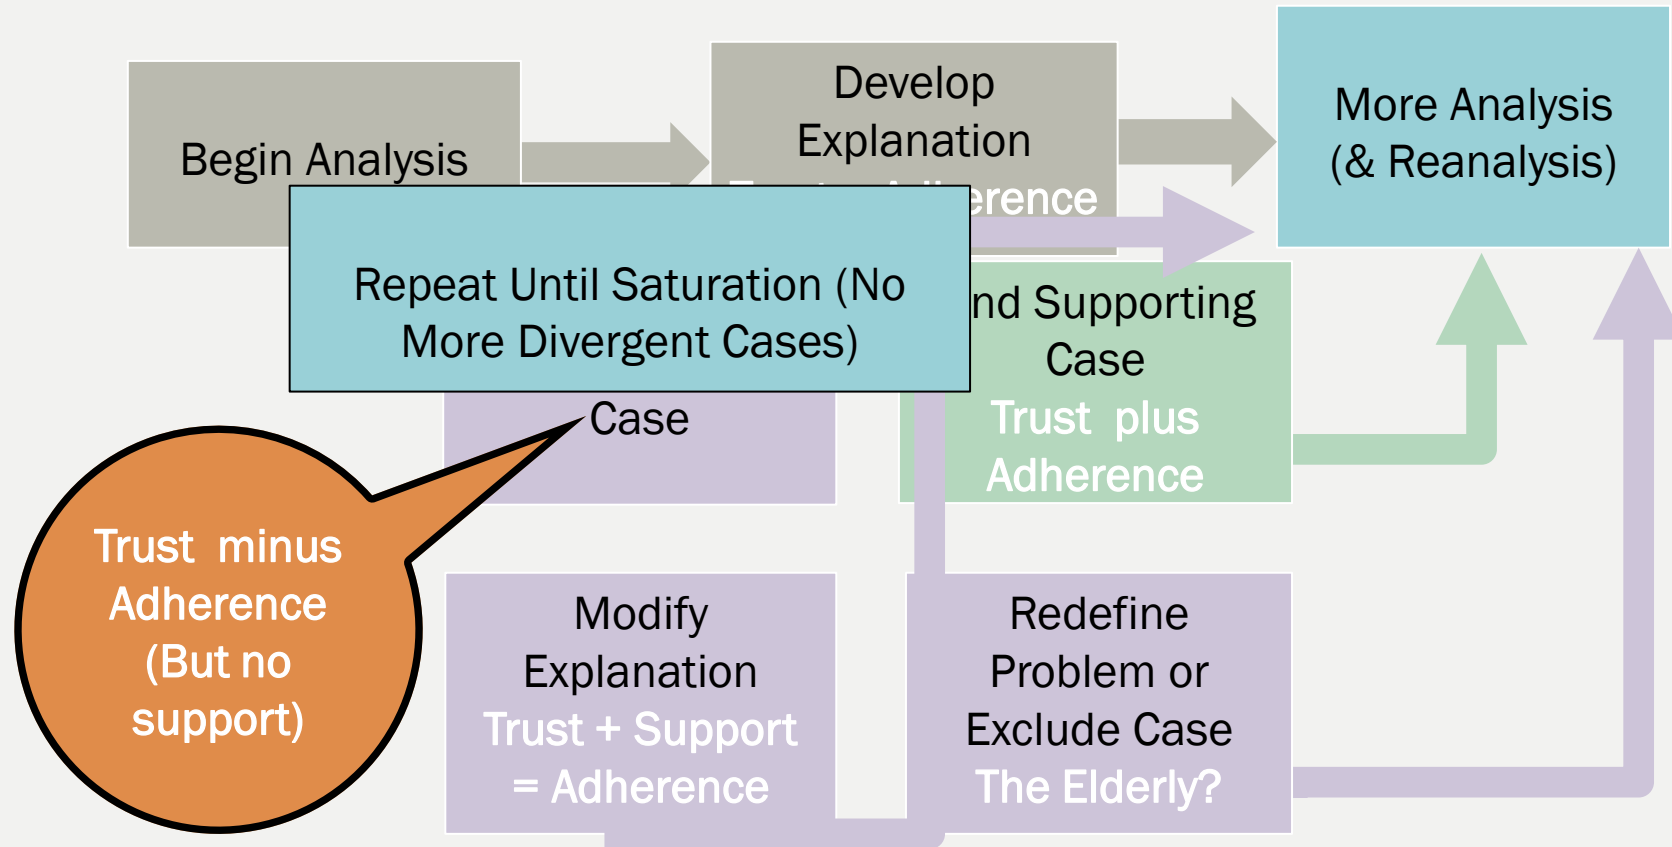 Begin Analysis
Develop
Explanation
More Analysis
(& Reanalysis)
Repeat Until Saturation (No
More Divergent Cases)
Supporting
Case
Trust plus
Adherence
Case
Trust minus
Adherence
(But no
support)
Modify
Explanation
Trust + Support
= Adherence
Redefine
Problem or
Exclude Case
The Elderly?